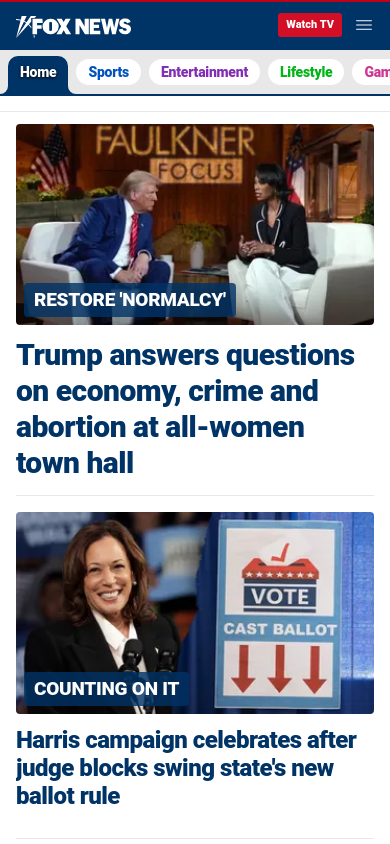 FOX NEWS
Watch TV
Home Sports Entertainment Lifestyle Gam
FAULKNER
FOCUS
RESTORE 'NORMALCY'
Trump answers questions
on economy, crime and
abortion at all-women
town hall
VOTE
CAST BALLOT
COUNTING ON IT
Harris campaign celebrates after
judge blocks swing state's new
ballot rule